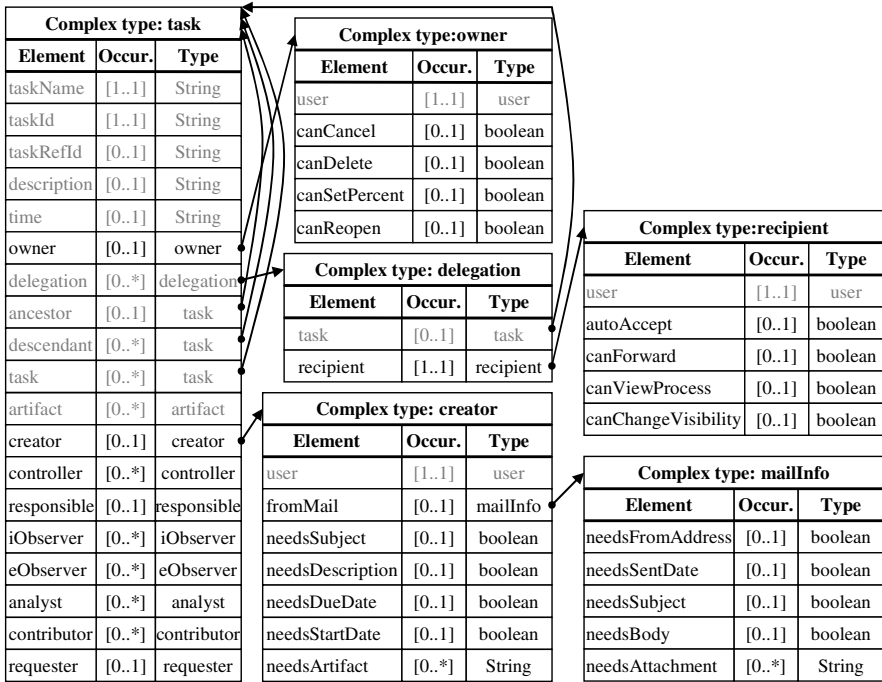 Complex type: task
Element Occur. Type
taskName [1..1] String
taskId [1..1] String
taskRefId [0..1] String
description [0..1] String
time [0..1] String
owner [0..1] owner
delegation [0..*] delegation
ancestor [0..1] task
descendant [0..*] task
task [0..*] task
artifact [0..*] artifact
creator [0..1] creator
controller [0..*] controller
responsible [0..1] responsible
iObserver [0..*] iObserver
eObserver [0..*] eObserver
analyst [0..*] analyst
contributor [0..*] contributor
requester [0..1] requester
Complex type:owner
Element Occur. Type
user [1..1] user
canCancel [0..1] boolean
canDelete [0..1] boolean
canSetPercent [0..1] boolean
canReopen [0..1] boolean
Complex type: delegation
Element Occur. Type
task [0..1] task
recipient [1..1] recipient
Complex type: creator
Element Occur. Type
user [1..1] user
fromMail [0..1] mailInfo
needsSubject [0..1] boolean
needsDescription [0..1] boolean
needsDueDate [0..1] boolean
needsStartDate [0..1] boolean
needsArtifact [0..*] String
Complex type:recipient
Element Occur. Type
user [1..1] user
autoAccept [0..1] boolean
canForward [0..1] boolean
canViewProcess [0..1] boolean
canChangeVisibility [0..1] boolean
Complex type: mailInfo
Element Occur. Type
needsFromAddress [0..1] boolean
needsSentDate [0..1] boolean
needsSubject [0..1] boolean
needsBody [0..1] boolean
needsAttachment [0..*] String